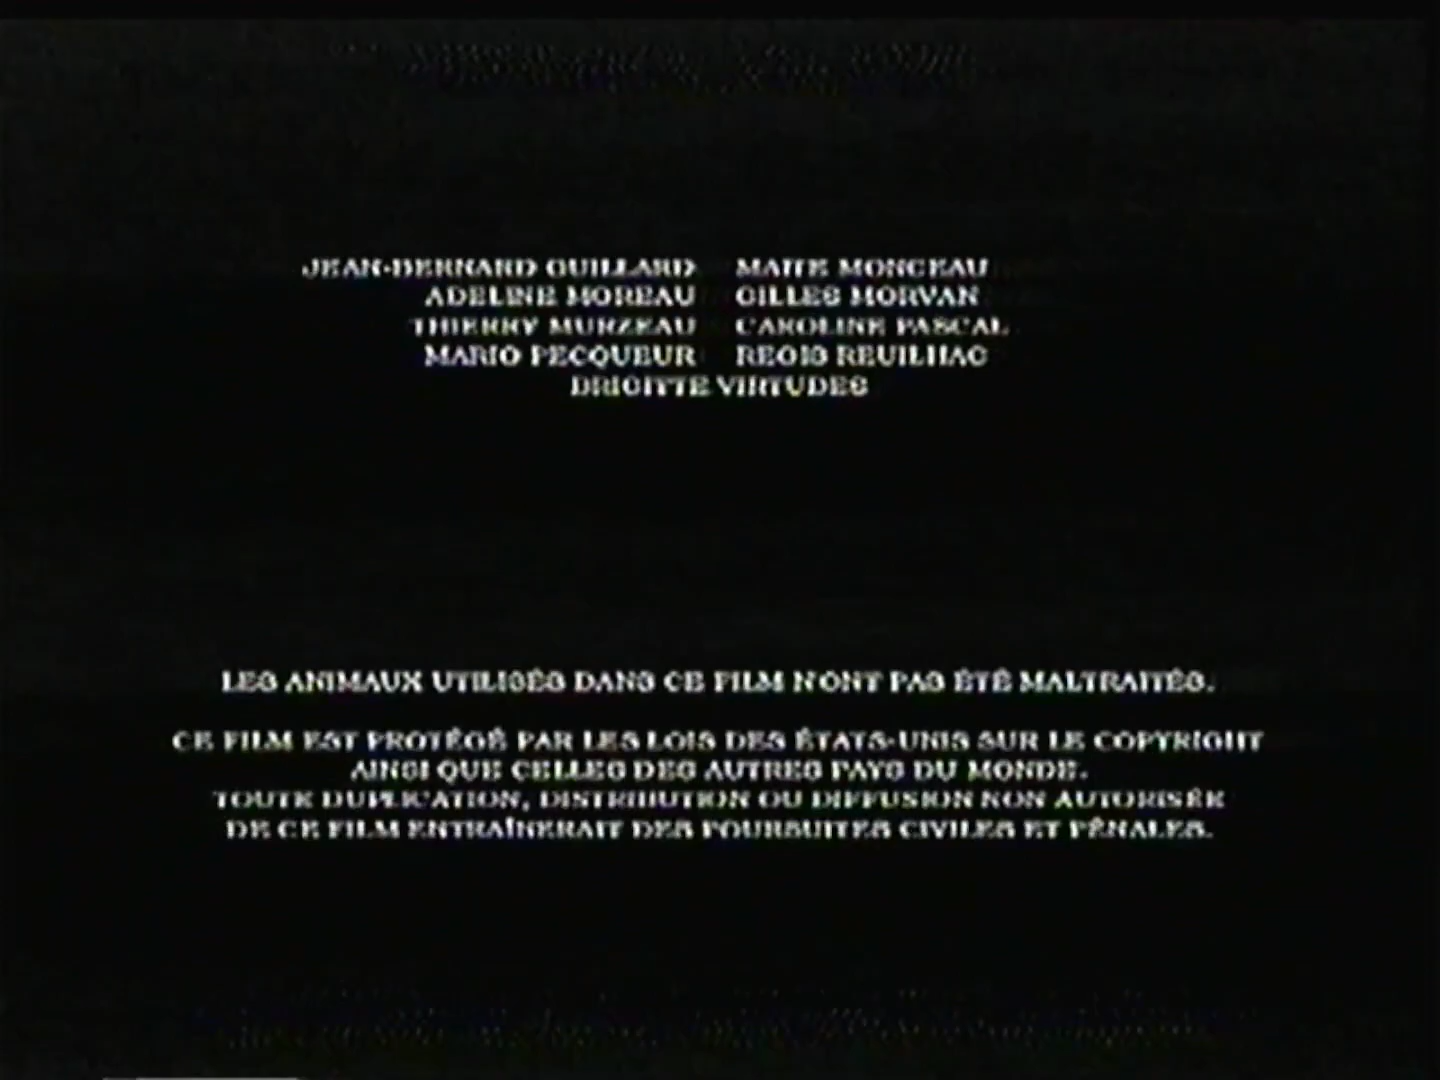 JEAN-BERNARD GUILLARD MAITE MONCEAU
ADELINE MOREAU GILLES MORVAN
THIERRY MURZEAU CAROLINE PASCAL
MARIO PECQUEUR REGIS REUILHAC
BRIGITTE VIRTUDES
LES ANIMAUX UTILISÉS DANS CE FILM N'ONT PAS ÉTÉ MALTRAITÉS.
CE FILM EST PROTÉGÉ PAR LES LOIS DES ÉTATS-UNIS SUR LE COPYRIGHT
AINSI QUE CELLES DES AUTRES PAYS DU MONDE.
TOUTE DUPLICATION, DISTRIBUTION OU DIFFUSION NON AUTORISÉE
DE CE FILM ENTRAÎNERAIT DES POURSUITES CIVILES ET PÉNALES.